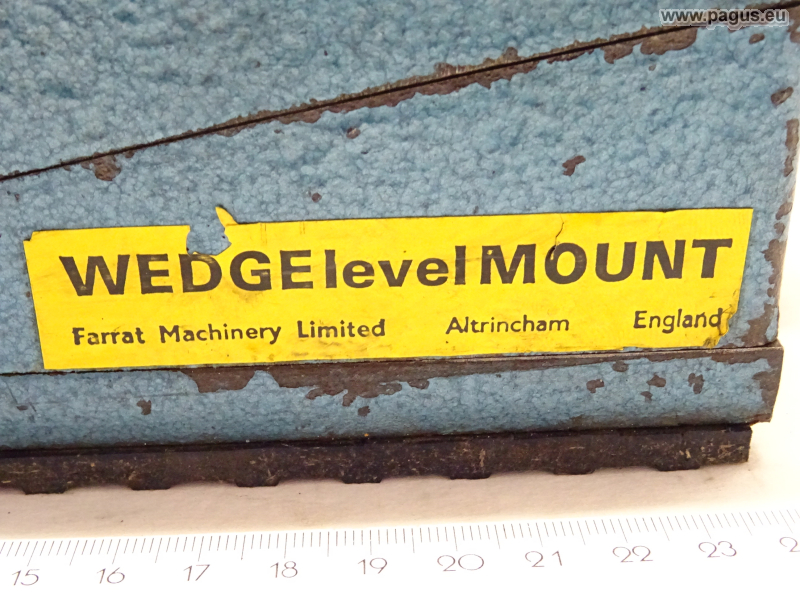 www.pagus.eu
WEDGElevelMOUNT
Farrat Machinery Limited Altrincham England
15 16 17 18 19 20 21 22 23